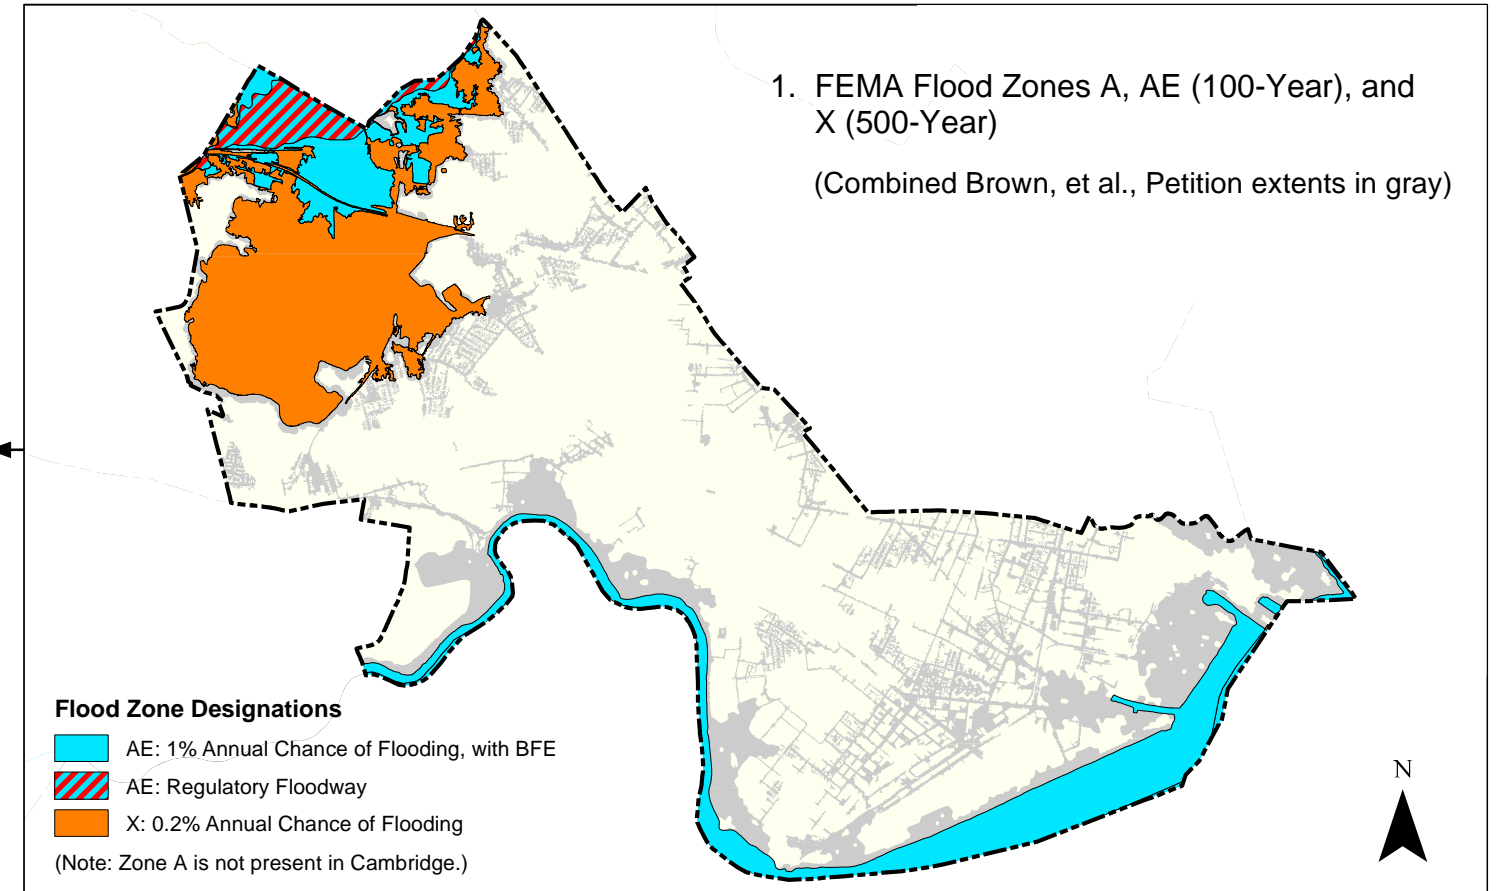 1. FEMA Flood Zones A, AE (100-Year), and
X (500-Year)
(Combined Brown, et al., Petition extents in gray)
Flood Zone Designations
AE: 1% Annual Chance of Flooding, with BFE
AE: Regulatory Floodway
X: 0.2% Annual Chance of Flooding
(Note: Zone A is not present in Cambridge.)
N